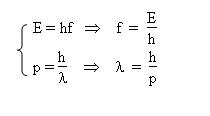 E = hf ⇒ f = E/h
p = h/λ ⇒ λ = h/p